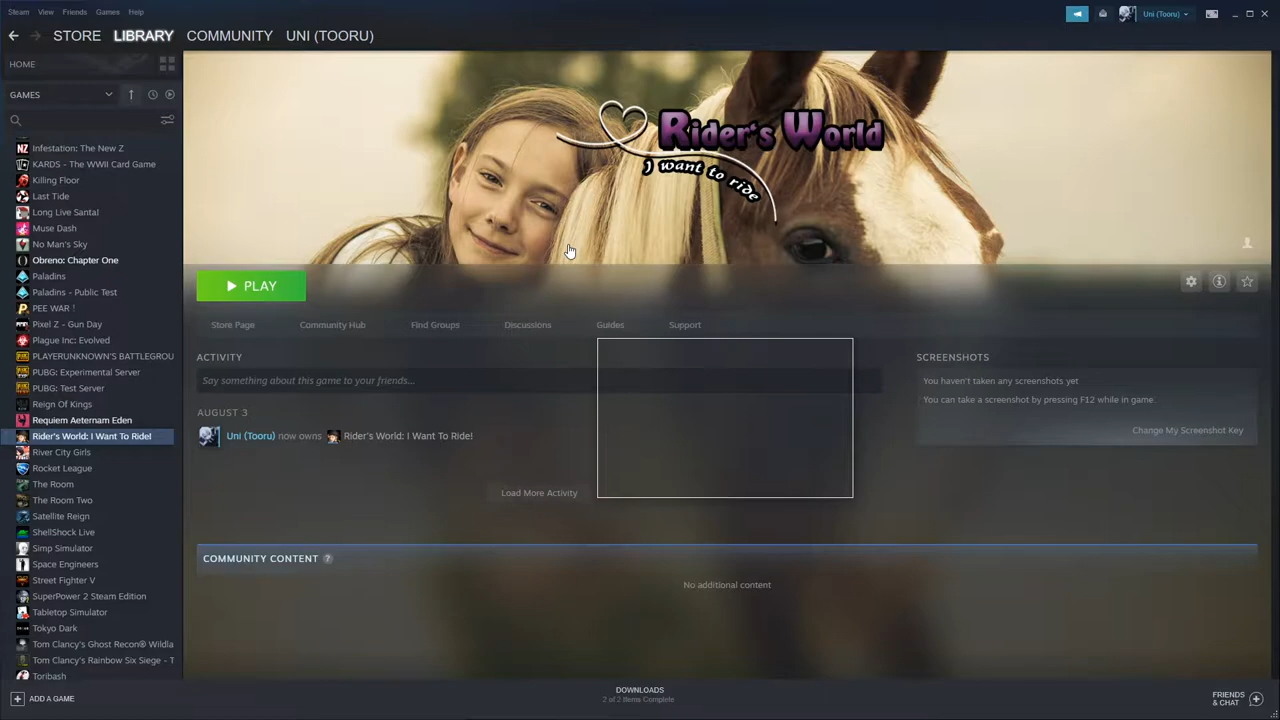 Steam View Friends Games Help
Uni (Tooru)
STORE LIBRARY COMMUNITY UNI (TOORU)
HOME
GAMES
Infestation: The New Z
KARDS - The WWII Card Game
Killing Floor
Last Tide
Long Live Santa!
Muse Dash
No Man's Sky
Obreno: Chapter One
Paladins
Paladins - Public Test
PEE WAR !
Pixel Z - Gun Day
Plague Inc: Evolved
PLAYERUNKNOWN'S BATTLEGROU
PUBG: Experimental Server
PUBG: Test Server
Reign Of Kings
Requiem Aeternam Eden
Rider's World: I Want To Ride!
River City Girls
Rocket League
The Room
The Room Two
Satellite Reign
ShellShock Live
Simp Simulator
Space Engineers
Street Fighter V
SuperPower 2 Steam Edition
Tabletop Simulator
Tokyo Dark
Tom Clancy's Ghost Recon® Wildla
Tom Clancy's Rainbow Six Siege - T
Toribash
ADD A GAME
Rider's World
I want to ride
PLAY
Store Page Community Hub Find Groups Discussions Guides Support
ACTIVITY
Say something about this game to your friends...
AUGUST 3
Uni (Tooru) now owns Rider's World: I Want To Ride!
Load More Activity
SCREENSHOTS
You haven't taken any screenshots yet
You can take a screenshot by pressing F12 while in game.
Change My Screenshot Key
COMMUNITY CONTENT ?
No additional content
DOWNLOADS
2 of 2 Items Complete
FRIENDS
& CHAT